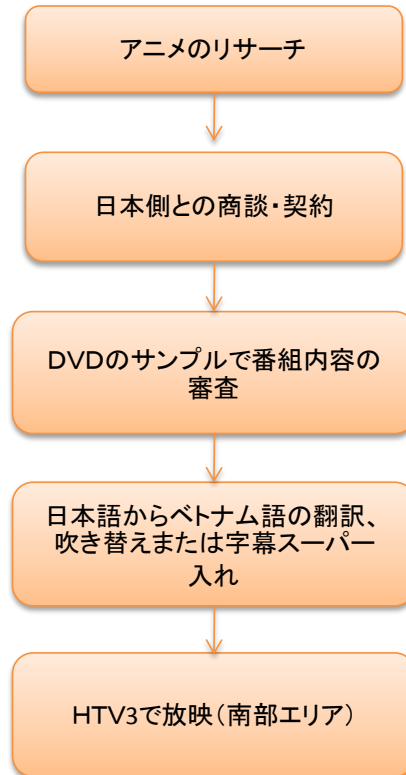 アニメのリサーチ
日本側との商談・契約
DVDのサンプルで番組内容の
審査
日本語からベトナム語の翻訳、
吹き替えまたは字幕スーパー
入れ
HTV3で放映（南部エリア）